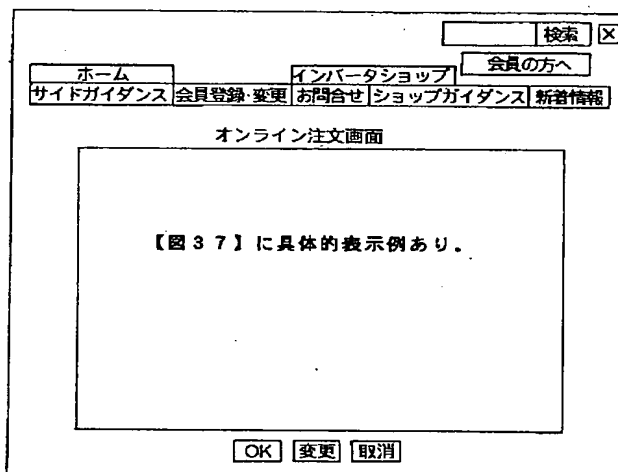 検索 ×
会員の方へ
ホーム インバータショップ
サイドガイダンス 会員登録・変更 お問合せ ショップガイダンス 新着情報
オンライン注文画面
【図37】に具体的表示例あり。
OK 変更 取消